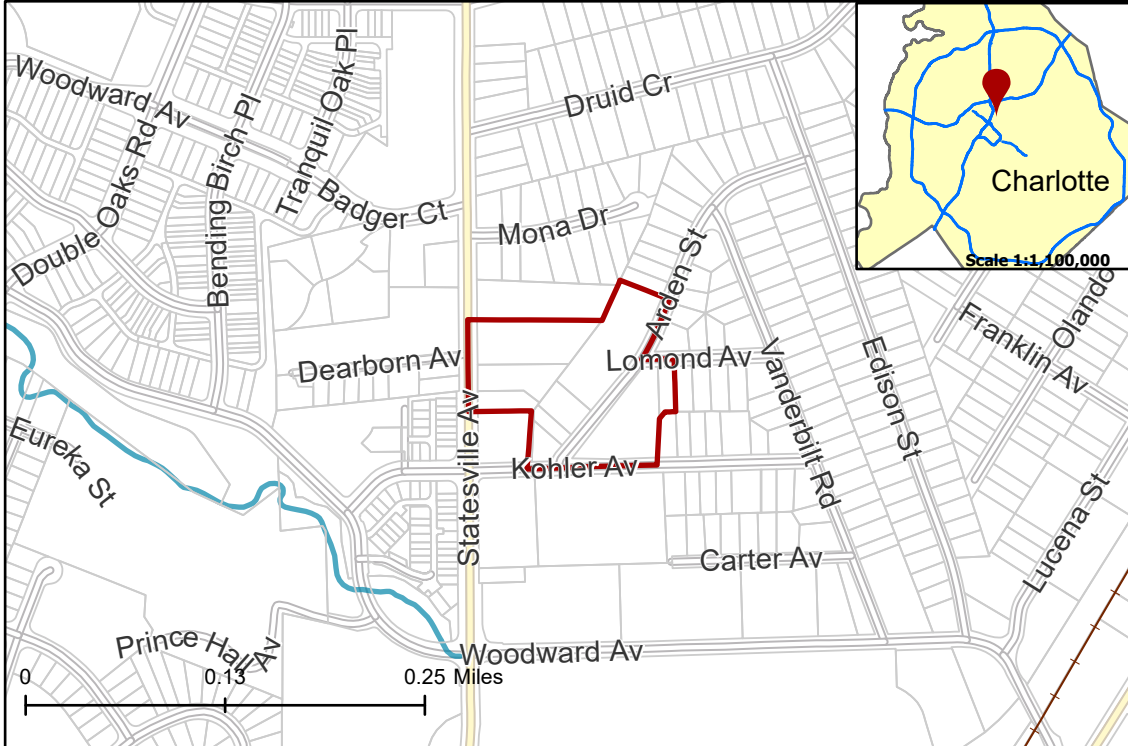 Woodward Av
Double Oaks Rd
Bending Birch Pl
Tranquil Oak Pl
Badger Ct
Druid Cr
Mona Dr
Charlotte
Scale 1:1,100,000
Arden St
Dearborn Av
Lomond Av
Vanderbilt Rd
Edison St
Franklin Av
Olando
Statesville Av
Kohler Av
Eureka St
Carter Av
Lucena St
Prince Hall Av
Woodward Av
0 0.13 0.25 Miles